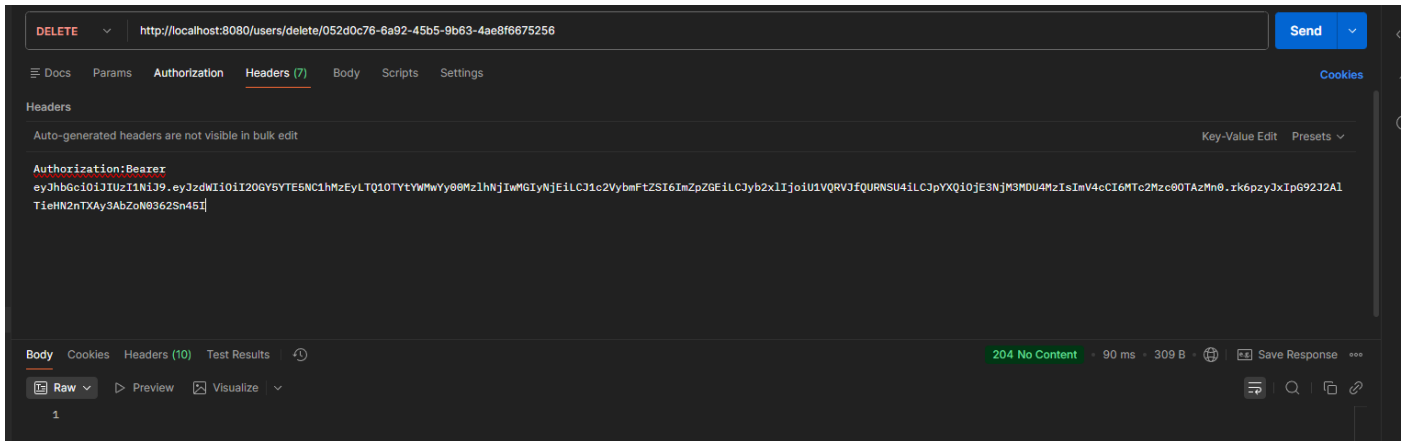 DELETE http://localhost:8080/users/delete/052d0c76-6a92-45b5-9b63-4ae8f6675256 Send
Docs Params Authorization Headers (7) Body Scripts Settings Cookies
Headers
Auto-generated headers are not visible in bulk edit Key-Value Edit Presets
Authorization:Bearer
eyJhbGciOiJIUzI1NiJ9.eyJzdWIiOiI2OGY5YTE5NC1hMzEyLTQ1OTYtYWMwYy00MzlhNjIwMGIyNjEiLCJ1c2VybmFtZSI6ImZpZGEiLCJyb2xlIjoiU1VQRVJfQURNSU4iLCJpYXQiOjE3NjM3MDU4MzIsImV4cCI6MTc2Mzc0OTAzMn0.rk6pzyJxIpG92J2Al
TieHN2nTXAy3AbZoN0362Sn45I
Body Cookies Headers (10) Test Results 204 No Content • 90 ms • 309 B • e.g. Save Response
Raw Preview Visualize
1